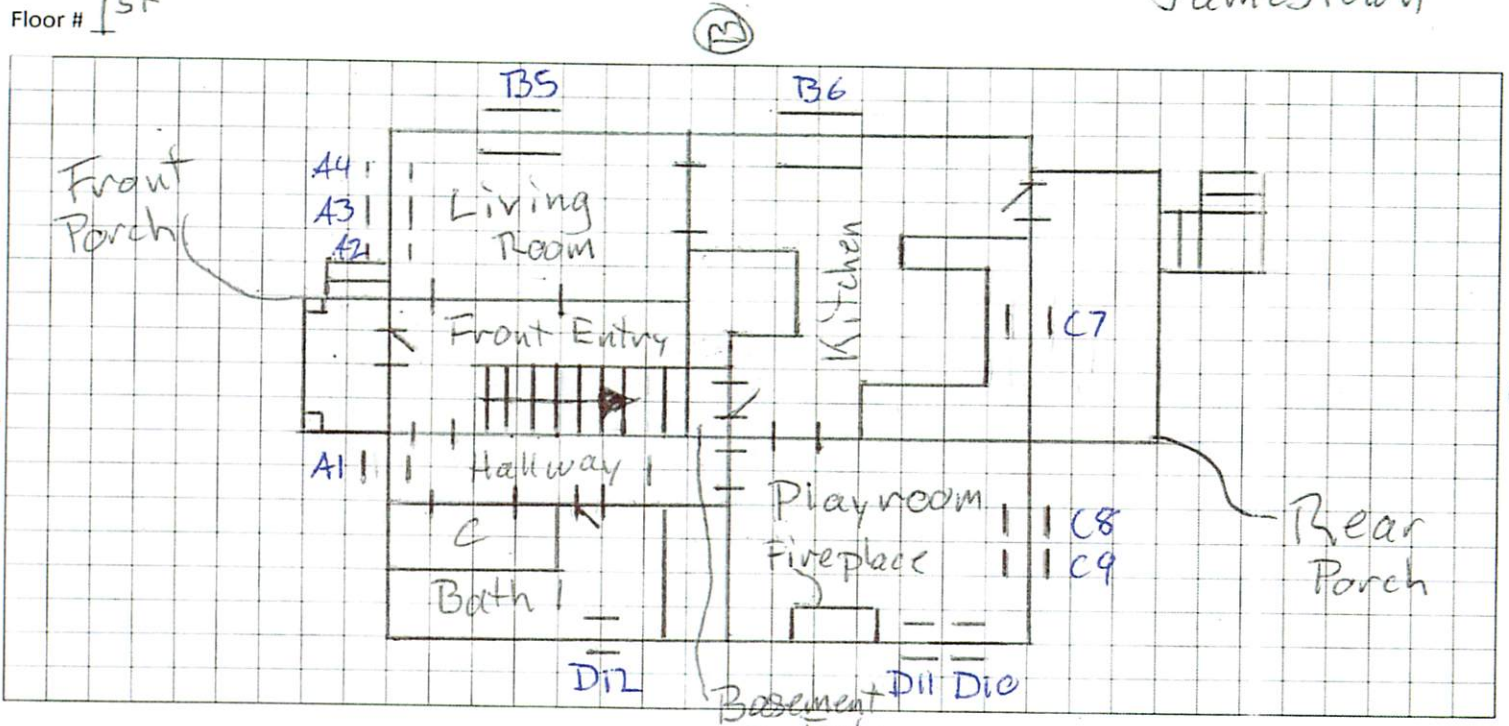 Floor # 1st
Jamestown
B
B5
B6
Front
Porch
A4
A3
A2
Living
Room
Kitchen
C7
Front Entry
A1
Hallway
C
Bath 1
Playroom
Fireplace
C8
C9
Rear
Porch
D12
Basement
D11
D10